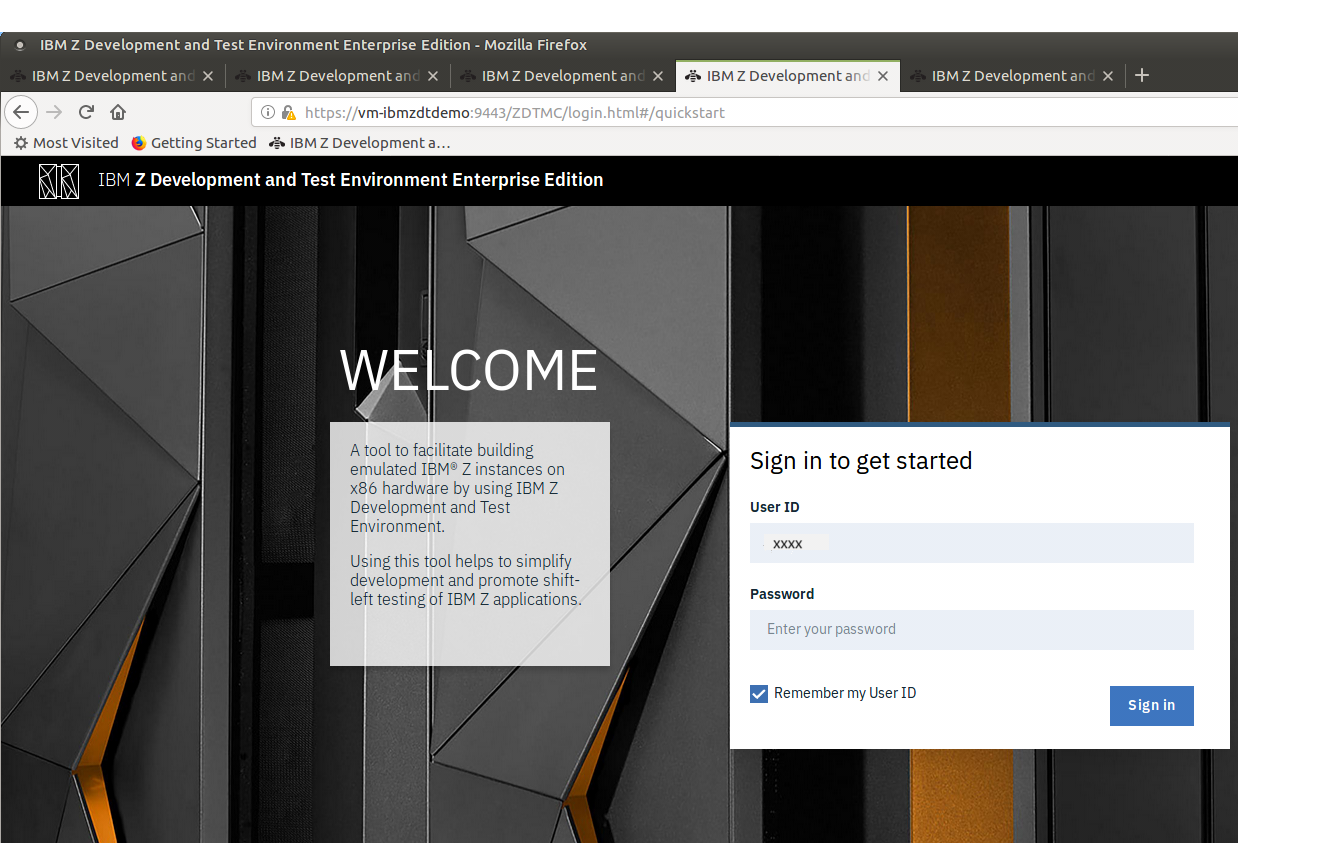 IBM Z Development and Test Environment Enterprise Edition - Mozilla Firefox
IBM Z Development and
IBM Z Development and
IBM Z Development and
IBM Z Development and
IBM Z Development and
https://vm-ibmzdtdemo:9443/ZDTMC/login.html#/quickstart
Most Visited
Getting Started
IBM Z Development a…
IBM Z Development and Test Environment Enterprise Edition
WELCOME
A tool to facilitate building
emulated IBM® Z instances on
x86 hardware by using IBM Z
Development and Test
Environment.
Using this tool helps to simplify
development and promote shift-
left testing of IBM Z applications.
Sign in to get started
User ID
xxxx
Password
Enter your password
Remember my User ID
Sign in